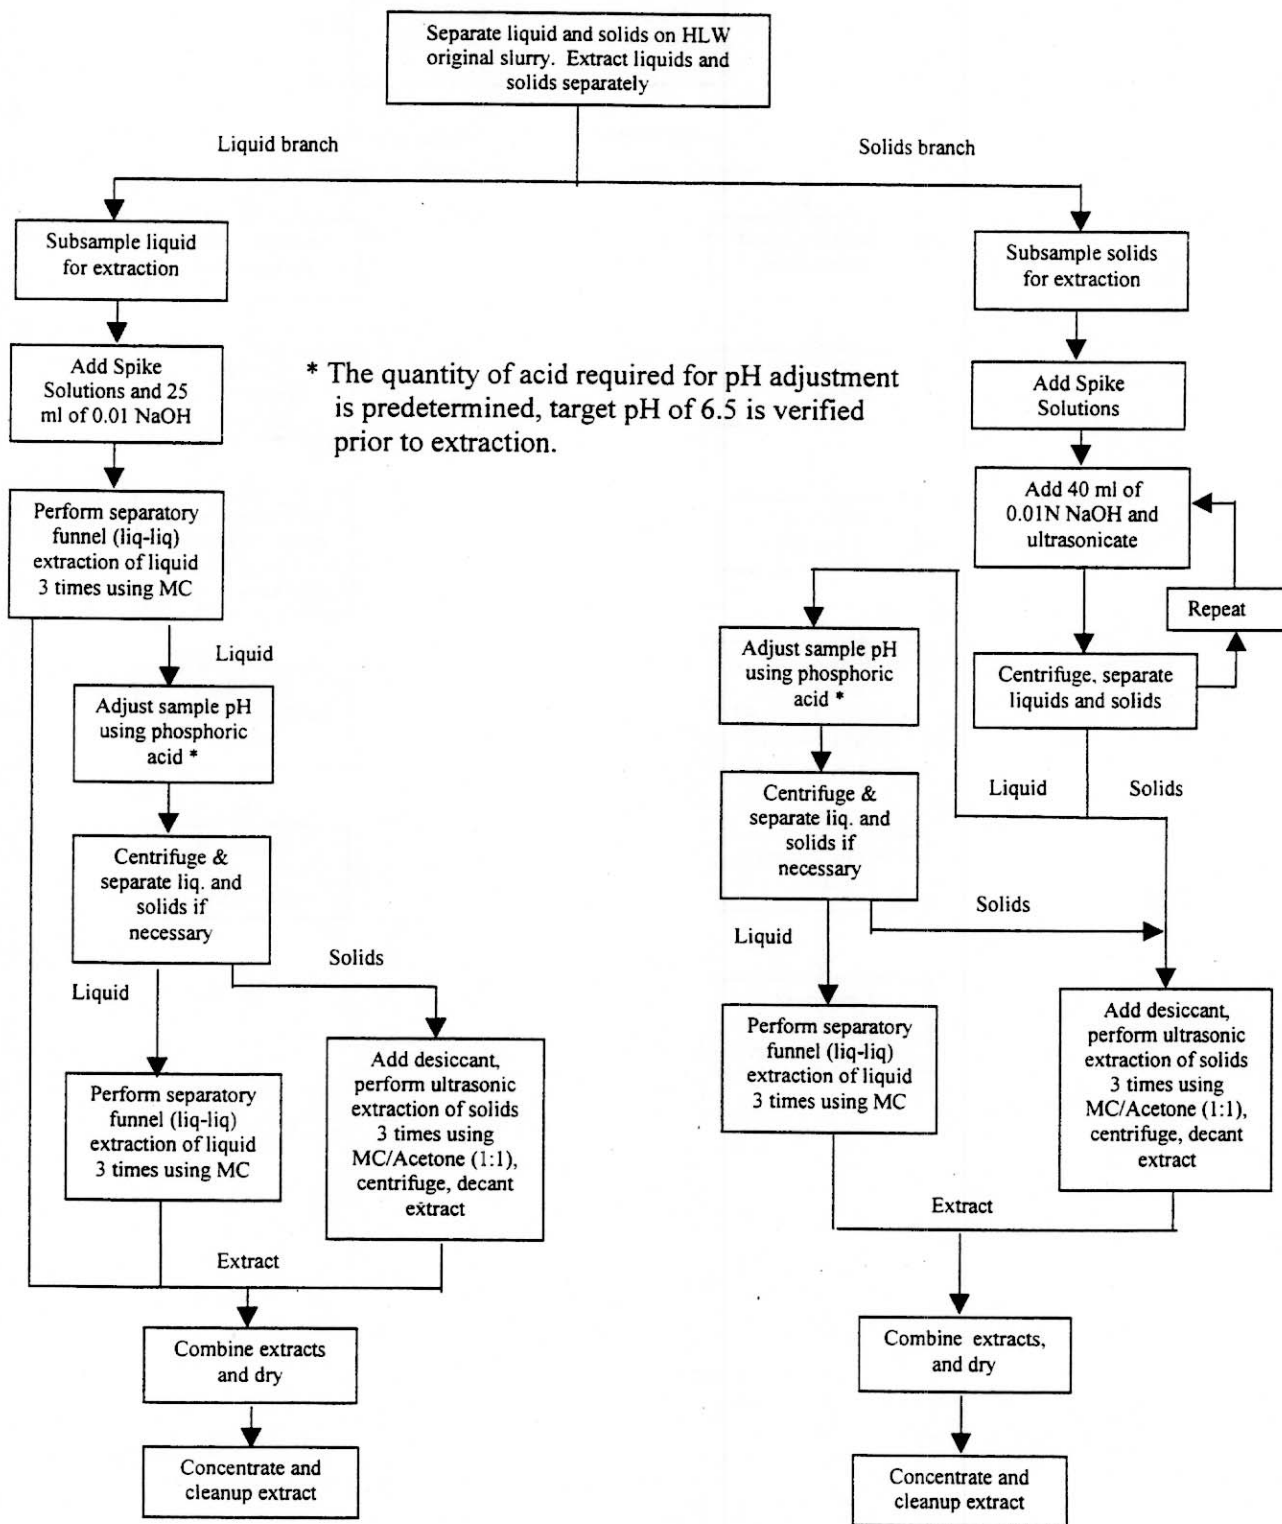 Separate liquid and solids on HLW
original slurry. Extract liquids and
solids separately
Liquid branch
Solids branch
Subsample liquid
for extraction
Add Spike
Solutions and 25
ml of 0.01 NaOH
Perform separatory
funnel (liq-liq)
extraction of liquid
3 times using MC
Liquid
Adjust sample pH
using phosphoric
acid *
Centrifuge &
separate liq. and
solids if
necessary
Solids
Liquid
Perform separatory
funnel (liq-liq)
extraction of liquid
3 times using MC
Add desiccant,
perform ultrasonic
extraction of solids
3 times using
MC/Acetone (1:1),
centrifuge, decant
extract
Extract
Combine extracts
and dry
Concentrate and
cleanup extract
* The quantity of acid required for pH adjustment
is predetermined, target pH of 6.5 is verified
prior to extraction.
Subsample solids
for extraction
Add Spike
Solutions
Add 40 ml of
0.01N NaOH and
ultrasonicate
Repeat
Centrifuge, separate
liquids and solids
Liquid
Solids
Adjust sample pH
using phosphoric
acid *
Centrifuge &
separate liq. and
solids if
necessary
Solids
Liquid
Perform separatory
funnel (liq-liq)
extraction of liquid
3 times using MC
Add desiccant,
perform ultrasonic
extraction of solids
3 times using
MC/Acetone (1:1),
centrifuge, decant
extract
Extract
Combine extracts,
and dry
Concentrate and
cleanup extract